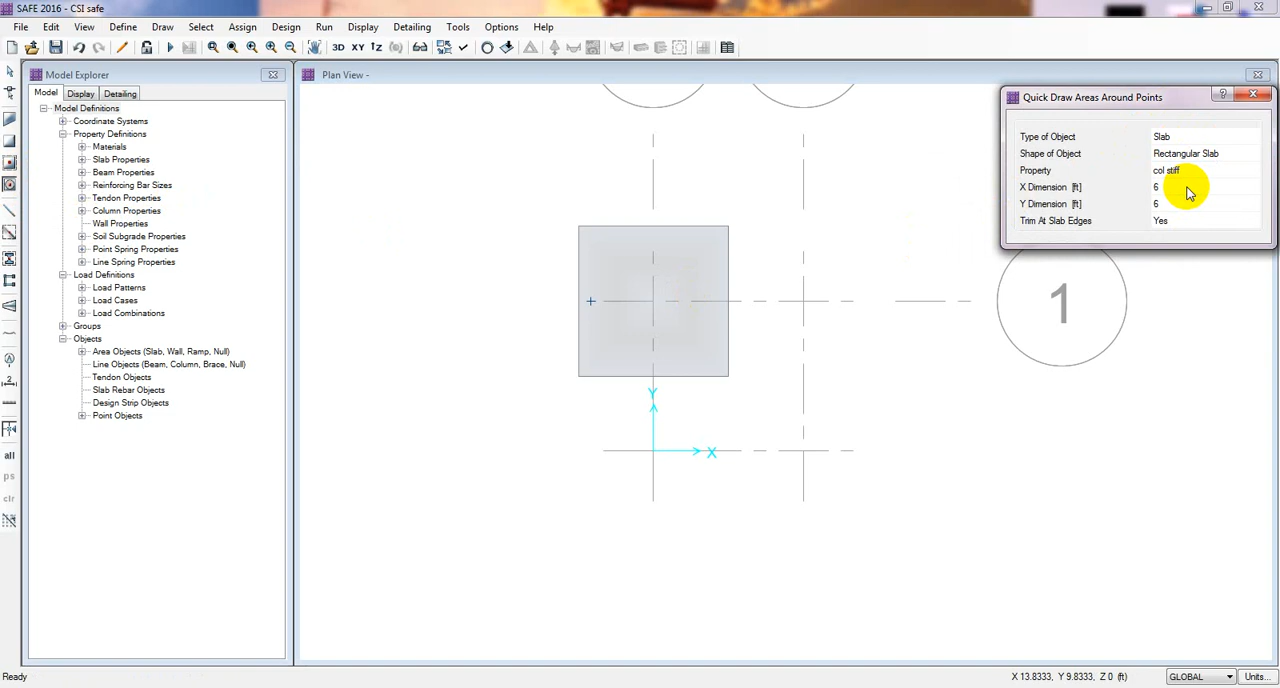 SAFE 2016 - CSI safe
File Edit View Define Draw Select Assign Design Run Display Detailing Tools Options Help
3D XY
Model Explorer
Plan View -
Model Display Detailing
Model Definitions
Coordinate Systems
Property Definitions
Materials
Slab Properties
Beam Properties
Reinforcing Bar Sizes
Tendon Properties
Column Properties
Wall Properties
Soil Subgrade Properties
Point Spring Properties
Line Spring Properties
Load Definitions
Load Patterns
Load Cases
Load Combinations
Groups
Objects
Area Objects (Slab, Wall, Ramp, Null)
Line Objects (Beam, Column, Brace, Null)
Tendon Objects
Slab Rebar Objects
Design Strip Objects
Point Objects
all
ps
clr
Quick Draw Areas Around Points
Type of Object Slab
Shape of Object Rectangular Slab
Property col stiff
X Dimension [ft] 6
Y Dimension [ft] 6
Trim At Slab Edges Yes
1
Y
X
Ready
X 13.8333, Y 9.8333, Z 0 (ft)
GLOBAL
Units...